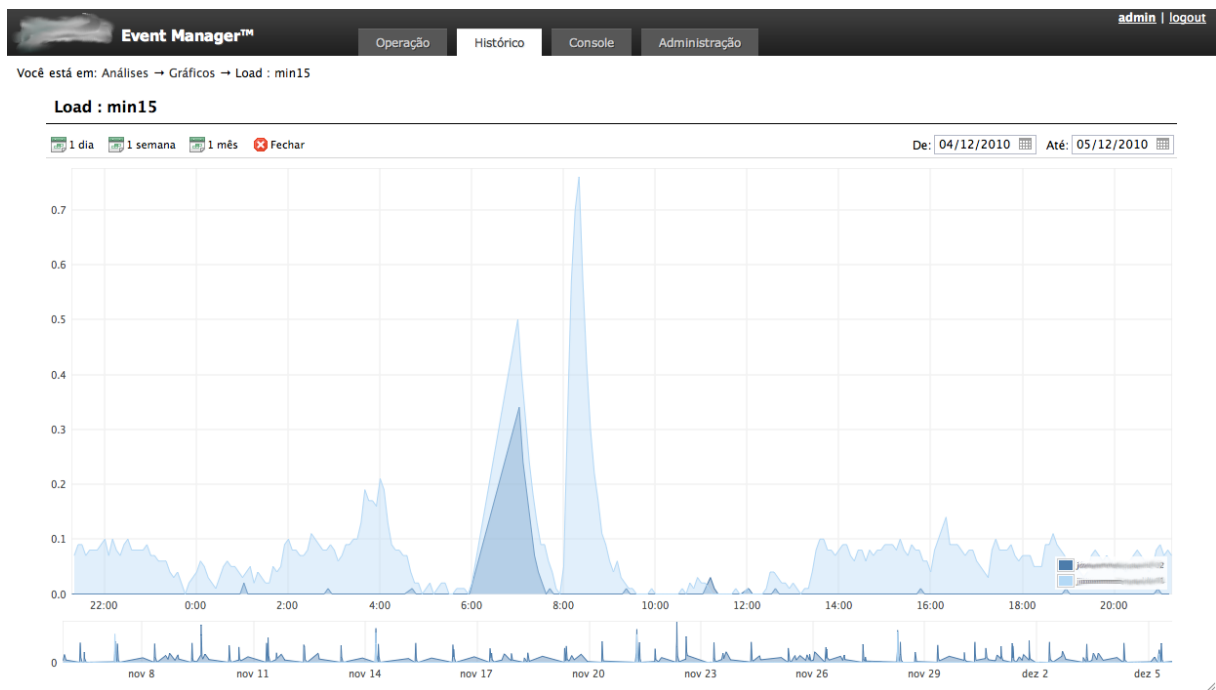 admin | logout
Event Manager™
Operação Histórico Console Administração
Você está em: Análises → Gráficos → Load : min15
Load : min15
1 dia 1 semana 1 mês Fechar De: 04/12/2010 Até: 05/12/2010
0.7
0.6
0.5
0.4
0.3
0.2
0.1
0.0
22:00 0:00 2:00 4:00 6:00 8:00 10:00 12:00 14:00 16:00 18:00 20:00
0
nov 8 nov 11 nov 14 nov 17 nov 20 nov 23 nov 26 nov 29 dez 2 dez 5